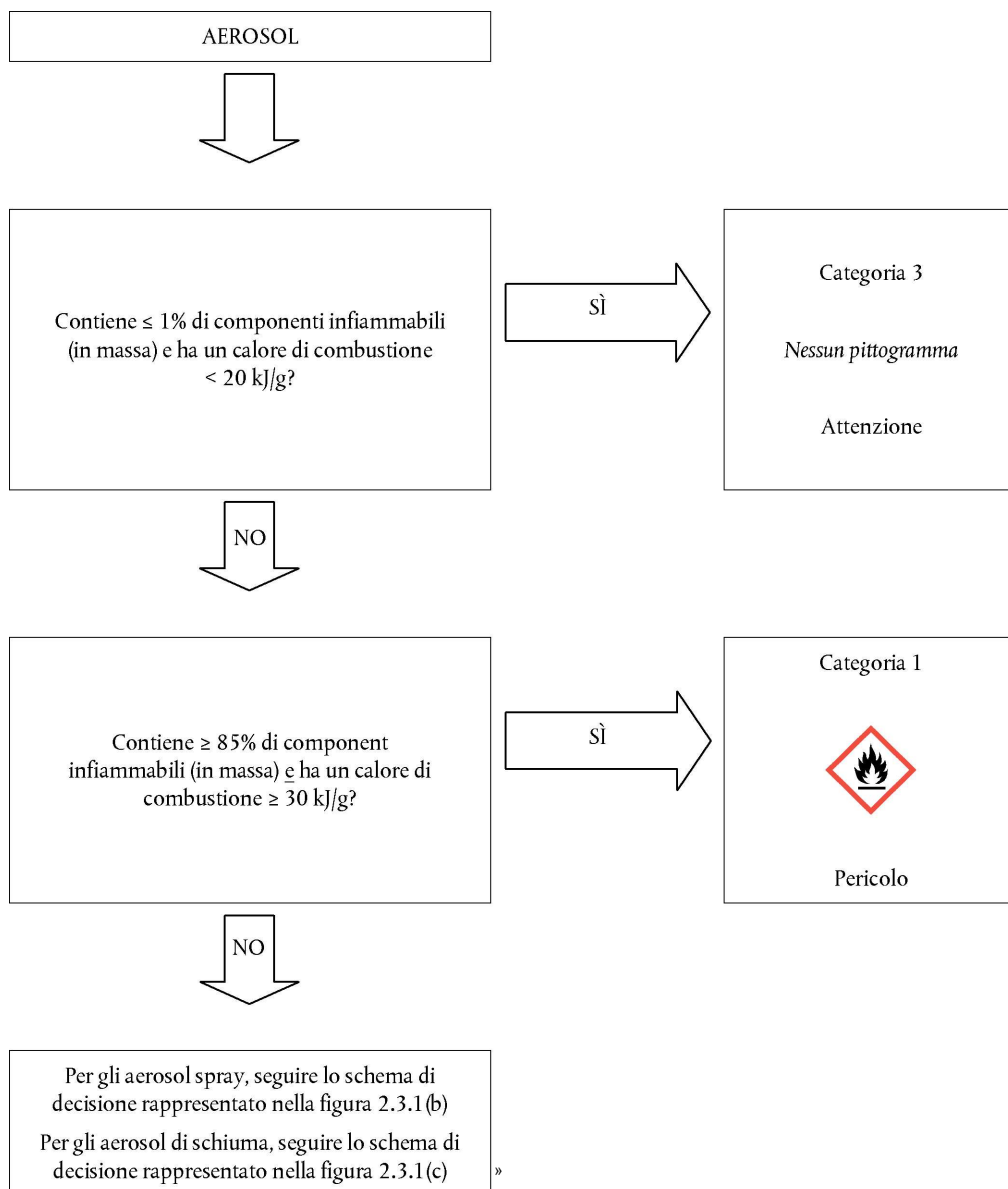 AEROSOL
Contiene ≤ 1% di componenti infiammabili
(in massa) e ha un calore di combustione
< 20 kJ/g?
SÌ
Categoria 3
Nessun pittogramma
Attenzione
NO
Contiene ≥ 85% di component
infiammabili (in massa) e ha un calore di
combustione ≥ 30 kJ/g?
SÌ
Categoria 1
Pericolo
NO
Per gli aerosol spray, seguire lo schema di
decisione rappresentato nella figura 2.3.1(b)
Per gli aerosol di schiuma, seguire lo schema di
decisione rappresentato nella figura 2.3.1(c) »